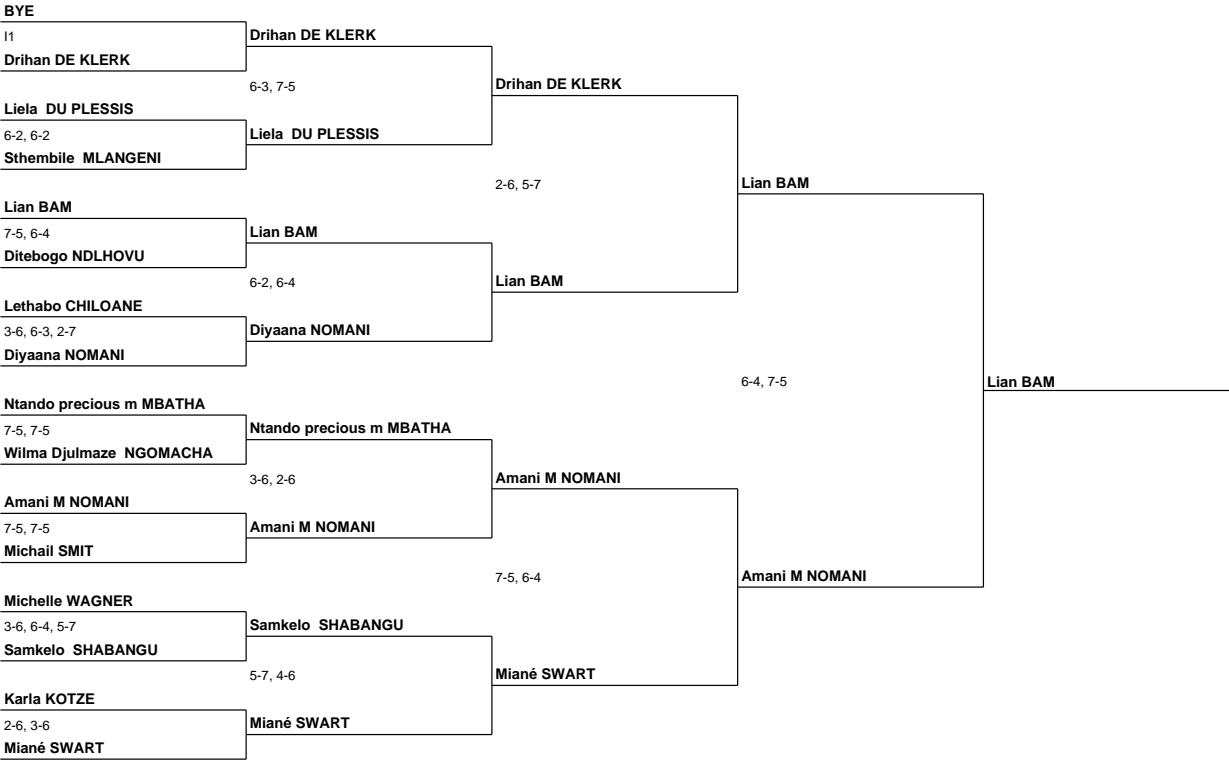 BYE
I1
Drihan DE KLERK
Liela  DU PLESSIS
6-2, 6-2
Sthembile  MLANGENI
Lian BAM
7-5, 6-4
Ditebogo NDLHOVU
Lethabo CHILOANE
3-6, 6-3, 2-7
Diyaana NOMANI
Ntando precious m MBATHA
7-5, 7-5
Wilma Djulmaze  NGOMACHA
Amani M NOMANI
7-5, 7-5
Michail SMIT
Michelle WAGNER
3-6, 6-4, 5-7
Samkelo  SHABANGU
Karla KOTZE
2-6, 3-6
Miané SWART
Drihan DE KLERK
6-3, 7-5
Liela  DU PLESSIS
Lian BAM
6-2, 6-4
Diyaana NOMANI
Ntando precious m MBATHA
3-6, 2-6
Amani M NOMANI
Samkelo  SHABANGU
5-7, 4-6
Miané SWART
Drihan DE KLERK
2-6, 5-7
Lian BAM
Amani M NOMANI
7-5, 6-4
Miané SWART
Lian BAM
6-4, 7-5
Amani M NOMANI
Lian BAM